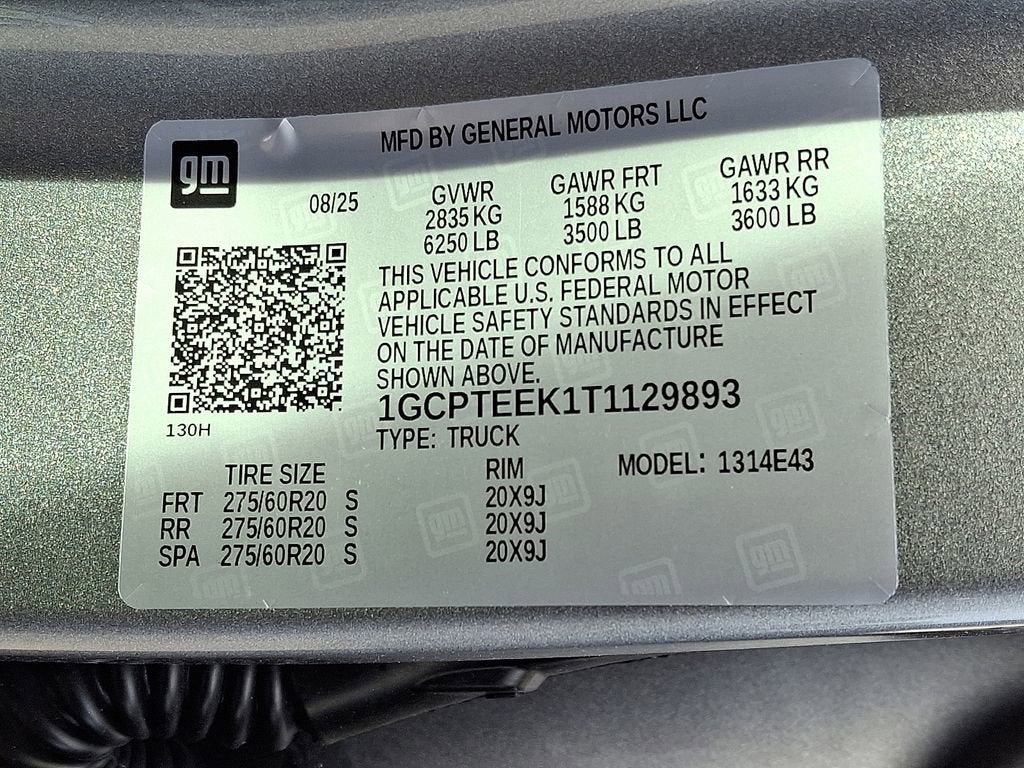 MFD BY GENERAL MOTORS LLC
gm
08/25
GVWR GAWR FRT GAWR RR
2835 KG 1588 KG 1633 KG
6250 LB 3500 LB 3600 LB
THIS VEHICLE CONFORMS TO ALL
APPLICABLE U.S. FEDERAL MOTOR
VEHICLE SAFETY STANDARDS IN EFFECT
ON THE DATE OF MANUFACTURE
SHOWN ABOVE.
1GCPTEEK1T1129893
130H
TYPE: TRUCK
TIRE SIZE RIM MODEL: 1314E43
FRT 275/60R20 S 20X9J
RR 275/60R20 S 20X9J
SPA 275/60R20 S 20X9J